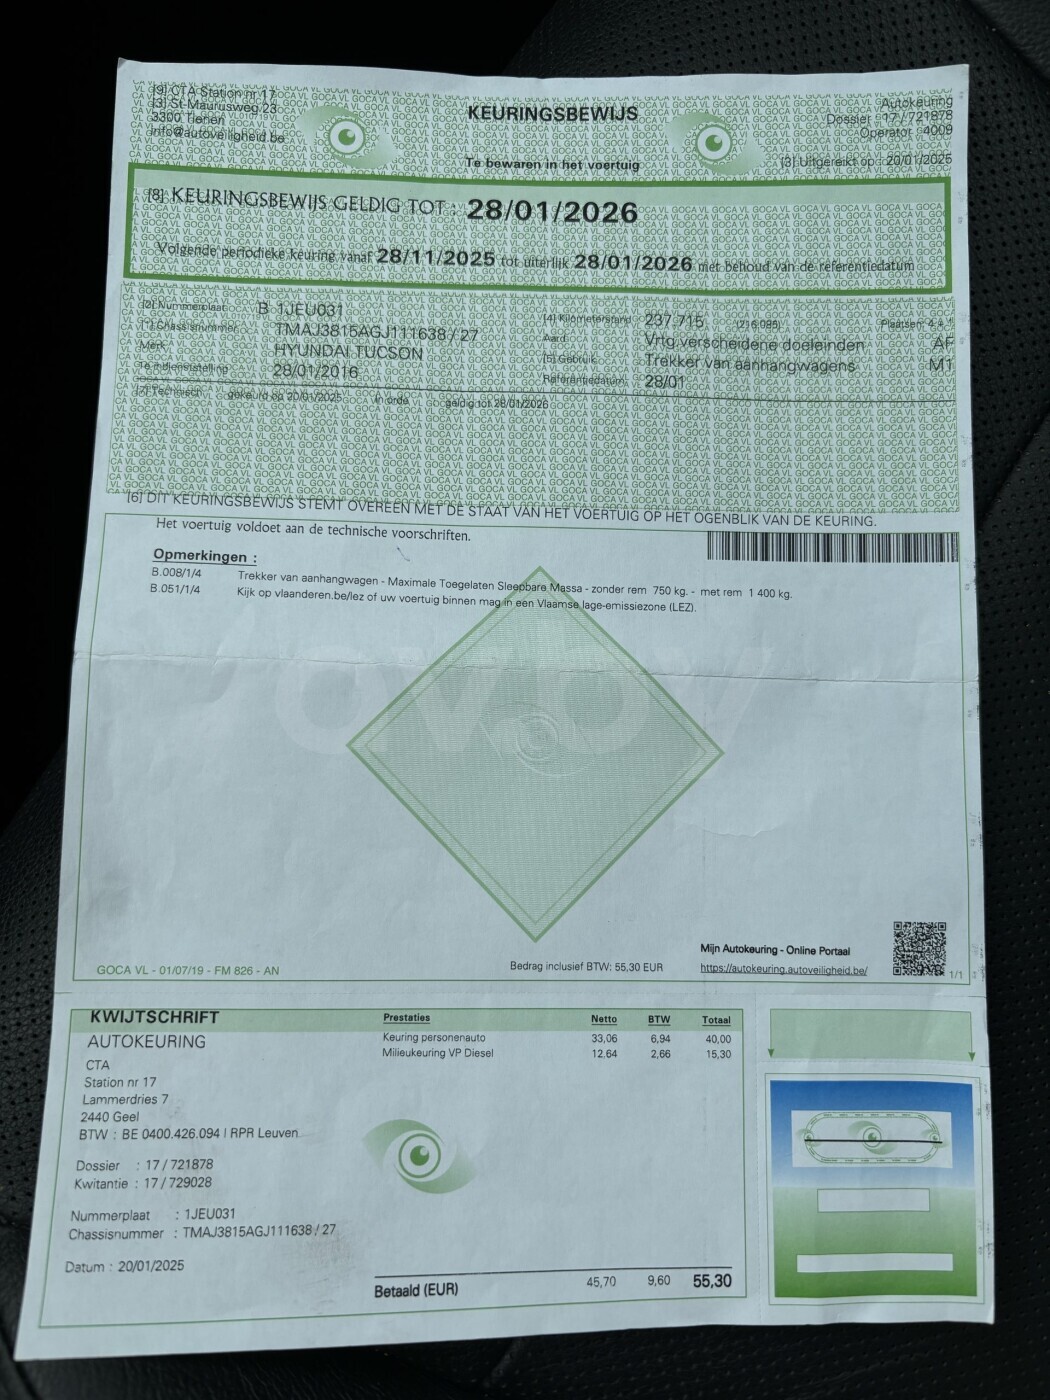 [9] CTA Station nr 17
[3] St Maurusweg 23
3300 Tienen
info@autoveiligheid.be
KEURINGSBEWIJS
Te bewaren in het voertuig
Autokeuring
Dossier : 17 / 721878
Operator : 4009
[3] Uitgereikt op : 20/01/2025
[8] KEURINGSBEWIJS GELDIG TOT : 28/01/2026
Volgende periodieke keuring vanaf 28/11/2025 tot uiterlijk 28/01/2026 met behoud van de referentiedatum
[2] Nummerplaat B 1JEU031
[1] Chassisnummer TMAJ3815AGJ111638 / 27
Merk HYUNDAI TUCSON
1e indienststelling 28/01/2016
[4] Kilometerstand 237.715 (216.085) Plaatsen: 4 + 1
Aard Vrtg.verscheidene doeleinden AF
[5] Gebruik Trekker van aanhangwagens M1
Referentiedatum 28/01
[7] Technisch gekeurd op 20/01/2025 in orde geldig tot 28/01/2026
[6] DIT KEURINGSBEWIJS STEMT OVEREEN MET DE STAAT VAN HET VOERTUIG OP HET OGENBLIK VAN DE KEURING.
Het voertuig voldoet aan de technische voorschriften.
Opmerkingen :
B.008/1/4 Trekker van aanhangwagen - Maximale Toegelaten Sleepbare Massa - zonder rem 750 kg. - met rem 1 400 kg.
B.051/1/4 Kijk op vlaanderen.be/lez of uw voertuig binnen mag in een Vlaamse lage-emissiezone (LEZ).
GOCA VL - 01/07/19 - FM 826 - AN
Bedrag inclusief BTW: 55,30 EUR
Mijn Autokeuring - Online Portaal
https://autokeuring.autoveiligheid.be/
1/1
KWIJTSCHRIFT
AUTOKEURING
CTA
Station nr 17
Lammerdries 7
2440 Geel
BTW : BE 0400.426.094 | RPR Leuven
Dossier : 17 / 721878
Kwitantie : 17 / 729028
Nummerplaat : 1JEU031
Chassisnummer : TMAJ3815AGJ111638 / 27
Datum : 20/01/2025
Prestaties Netto BTW Totaal
Keuring personenauto 33,06 6,94 40,00
Milieukeuring VP Diesel 12,64 2,66 15,30
Betaald (EUR) 45,70 9,60 55,30